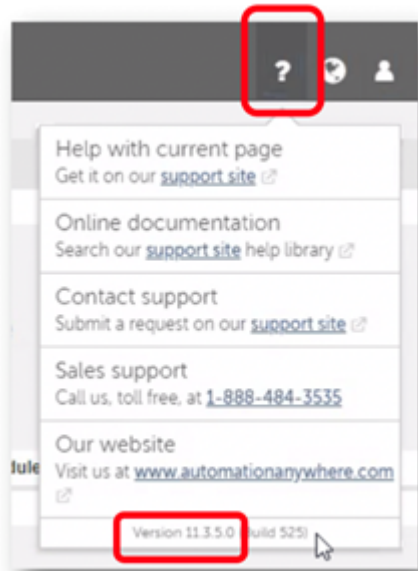 ?
Help with current page
Get it on our support site
Online documentation
Search our support site help library
Contact support
Submit a request on our support site
Sales support
Call us, toll free, at 1-888-484-3535
Our website
dule
Visit us at www.automationanywhere.com
Version 11.3.5.0 (Build 525)